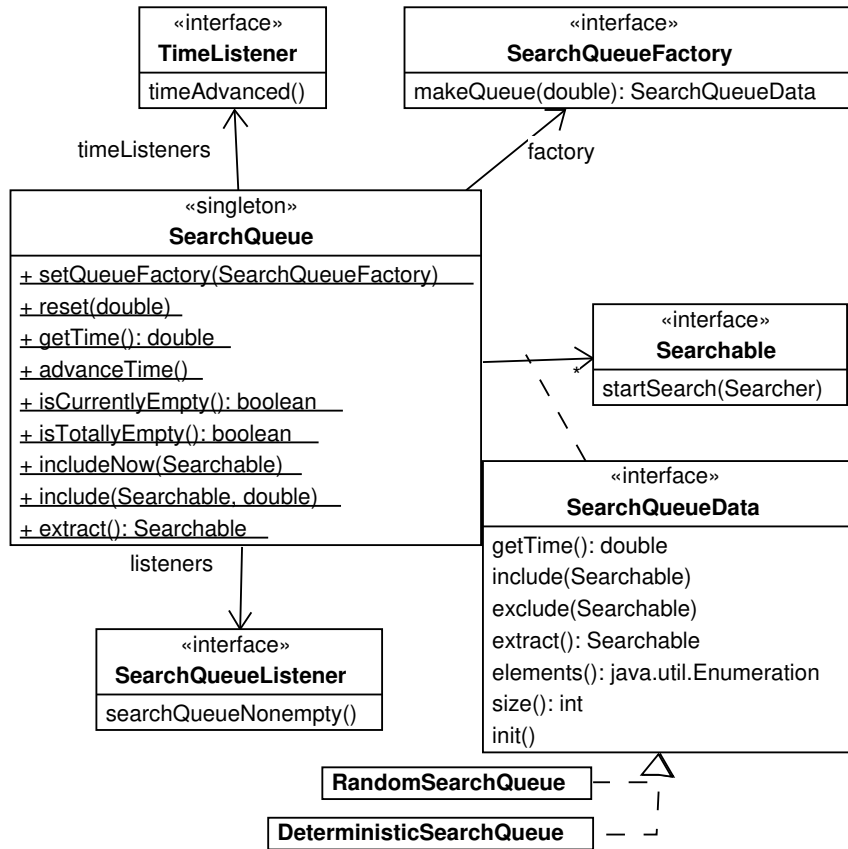 «interface»
TimeListener
timeAdvanced()
«interface»
SearchQueueFactory
makeQueue(double): SearchQueueData
timeListeners
factory
«singleton»
SearchQueue
+ setQueueFactory(SearchQueueFactory)
+ reset(double)
+ getTime(): double
+ advanceTime()
+ isCurrentlyEmpty(): boolean
+ isTotallyEmpty(): boolean
+ includeNow(Searchable)
+ include(Searchable, double)
+ extract(): Searchable
«interface»
Searchable
*
startSearch(Searcher)
«interface»
SearchQueueData
getTime(): double
include(Searchable)
exclude(Searchable)
extract(): Searchable
elements(): java.util.Enumeration
size(): int
init()
listeners
«interface»
SearchQueueListener
searchQueueNonempty()
RandomSearchQueue
DeterministicSearchQueue